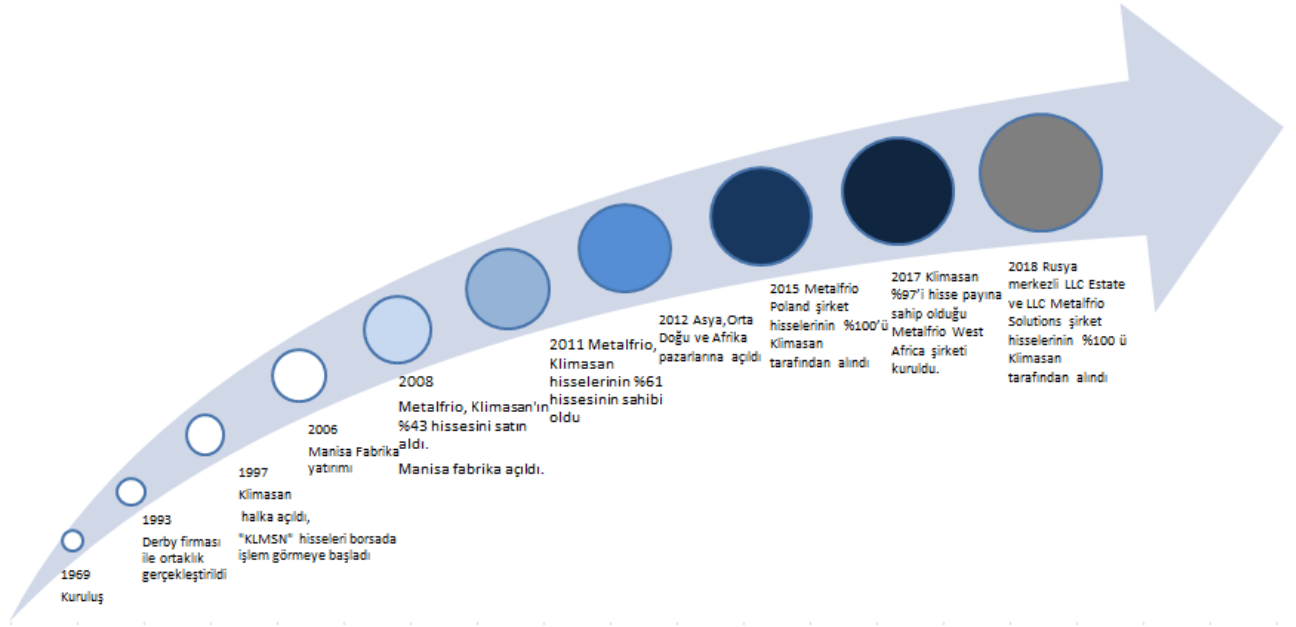 1969
Kuruluş
1993
Derby firması
ile ortaklık
gerçekleştirildi
1997
Klimasan
halka açıldı,
"KLMSN" hisseleri borsada
işlem görmeye başladı
2006
Manisa Fabrika
yatırımı
2008
Metalfrio, Klimasan'ın
%43 hissesini satın
aldı.
Manisa fabrika açıldı.
2011 Metalfrio,
Klimasan
hisselerinin %61
hissesinin sahibi
oldu
2012 Asya,Orta
Doğu ve Afrika
pazarlarına açıldı
2015 Metalfrio
Poland şirket
hisselerinin %100'ü
Klimasan
tarafından alındı
2017 Klimasan
%97'i hisse payına
sahip olduğu
Metalfrio West
Africa şirketi
kuruldu.
2018 Rusya
merkezli LLC Estate
ve LLC Metalfrio
Solutions şirket
hisselerinin %100 ü
Klimasan
tarafından alındı